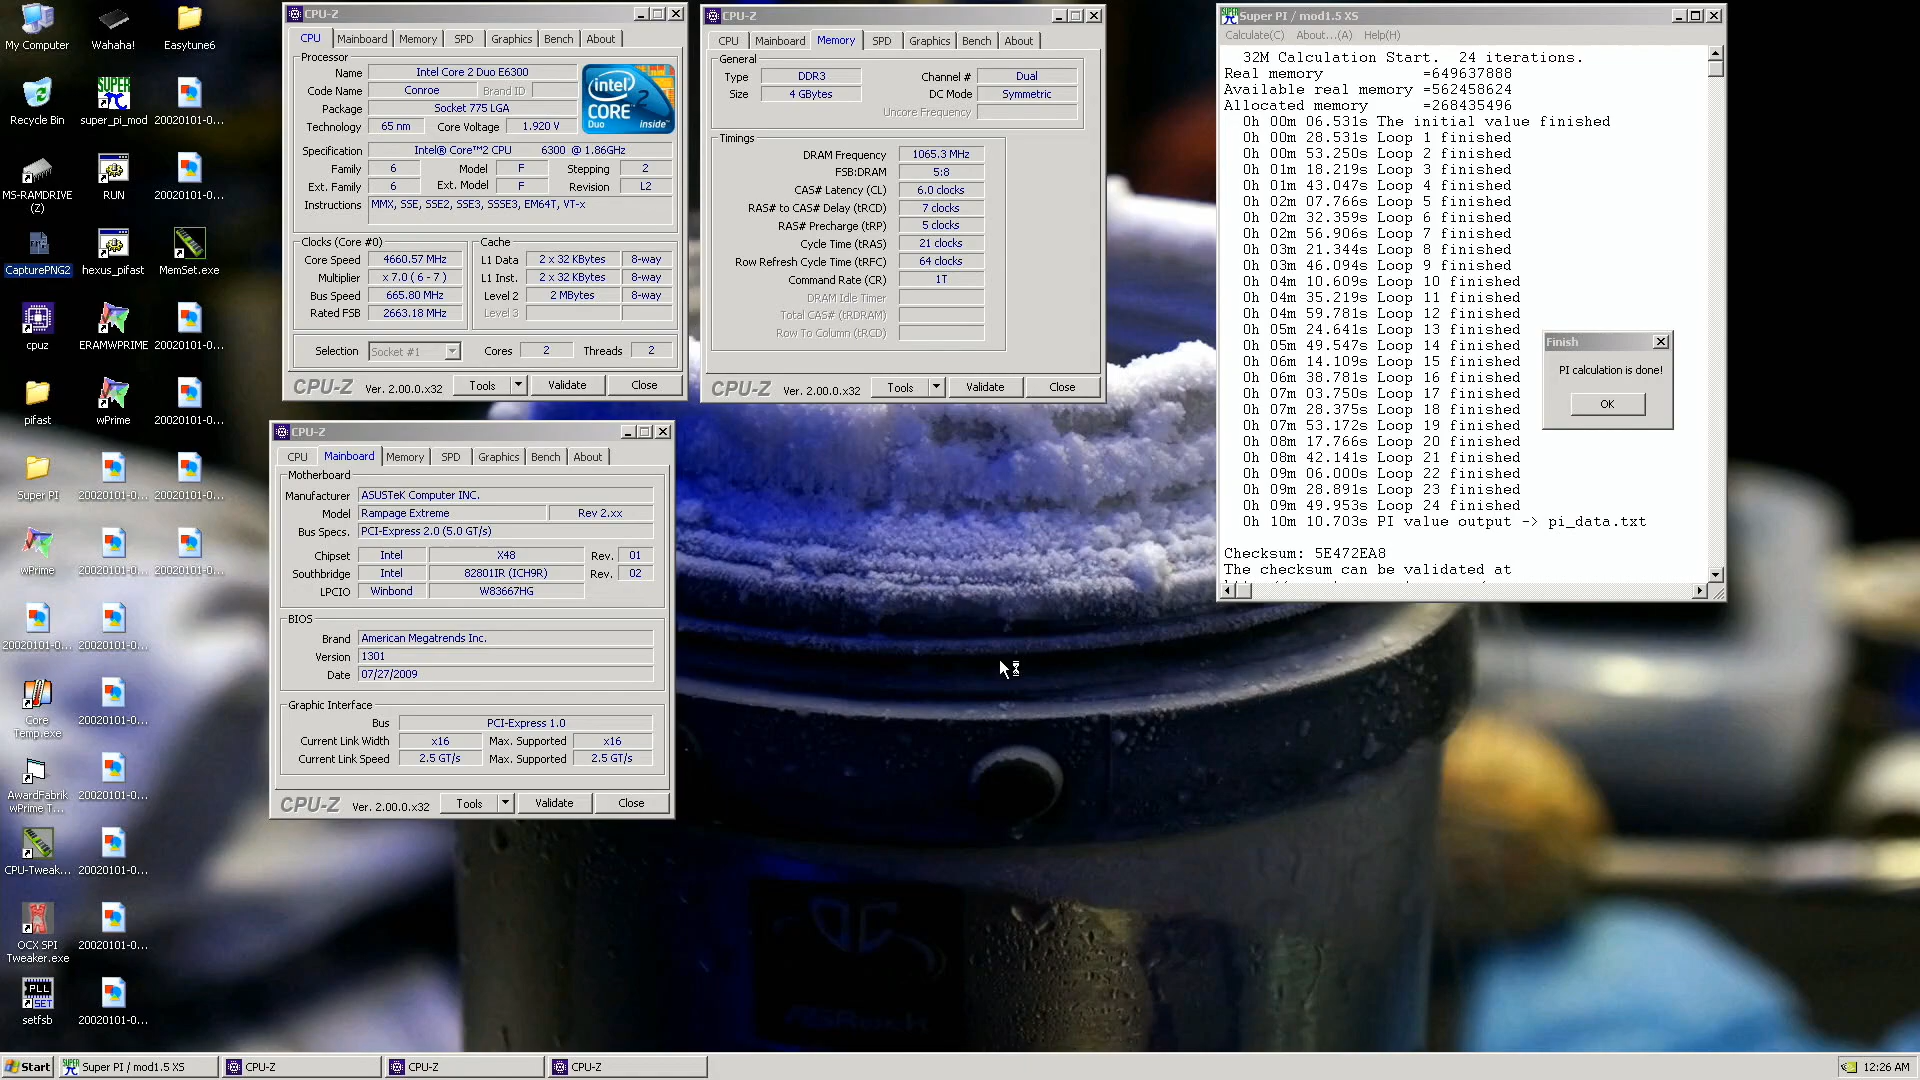 My Computer
Wahaha!
Easytune6
Recycle Bin
super_pi_mod
20020101-0...
MS-RAMDRIVE (Z)
RUN
20020101-0...
CapturePNG2
hexus_pifast
MemSet.exe
cpuz
ERAMWPRIME
20020101-0...
pifast
wPrime
20020101-0...
Super PI
20020101-0...
20020101-0...
wPrime
20020101-0...
20020101-0...
20020101-0...
20020101-0...
Core Temp.exe
20020101-0...
AwardFabrik wPrime T...
20020101-0...
CPU-Tweak...
20020101-0...
OCX SPI Tweaker.exe
20020101-0...
PLL SET
setfsb
20020101-0...
CPU-Z
CPU Mainboard Memory SPD Graphics Bench About
Processor
Name Intel Core 2 Duo E6300
Code Name Conroe Brand ID
Package Socket 775 LGA
Technology 65 nm Core Voltage 1.920 V
intel CORE 2 Duo inside™
Specification Intel® Core™2 CPU 6300 @ 1.86GHz
Family 6 Model F Stepping 2
Ext. Family 6 Ext. Model F Revision L2
Instructions MMX, SSE, SSE2, SSE3, SSSE3, EM64T, VT-x
Clocks (Core #0)
Core Speed 4660.57 MHz
Multiplier x 7.0 ( 6 - 7 )
Bus Speed 665.80 MHz
Rated FSB 2663.18 MHz
Cache
L1 Data 2 x 32 KBytes 8-way
L1 Inst. 2 x 32 KBytes 8-way
Level 2 2 MBytes 8-way
Level 3
Selection Socket #1 Cores 2 Threads 2
CPU-Z Ver. 2.00.0.x32 Tools Validate Close
CPU-Z
CPU Mainboard Memory SPD Graphics Bench About
General
Type DDR3 Channel # Dual
Size 4 GBytes DC Mode Symmetric
Uncore Frequency
Timings
DRAM Frequency 1065.3 MHz
FSB:DRAM 5:8
CAS# Latency (CL) 6.0 clocks
RAS# to CAS# Delay (tRCD) 7 clocks
RAS# Precharge (tRP) 5 clocks
Cycle Time (tRAS) 21 clocks
Row Refresh Cycle Time (tRFC) 64 clocks
Command Rate (CR) 1T
DRAM Idle Timer
Total CAS# (tRDRAM)
Row To Column (tRCD)
CPU-Z Ver. 2.00.0.x32 Tools Validate Close
CPU-Z
CPU Mainboard Memory SPD Graphics Bench About
Motherboard
Manufacturer ASUSTeK Computer INC.
Model Rampage Extreme Rev 2.xx
Bus Specs. PCI-Express 2.0 (5.0 GT/s)
Chipset Intel X48 Rev. 01
Southbridge Intel 82801IR (ICH9R) Rev. 02
LPCIO Winbond W83667HG
BIOS
Brand American Megatrends Inc.
Version 1301
Date 07/27/2009
Graphic Interface
Bus PCI-Express 1.0
Current Link Width x16 Max. Supported x16
Current Link Speed 2.5 GT/s Max. Supported 2.5 GT/s
CPU-Z Ver. 2.00.0.x32 Tools Validate Close
Super PI / mod1.5 XS
Calculate(C) About...(A) Help(H)
32M Calculation Start. 24 iterations.
Real memory =649637888
Available real memory =562458624
Allocated memory =268435496
0h 00m 06.531s The initial value finished
0h 00m 28.531s Loop 1 finished
0h 00m 53.250s Loop 2 finished
0h 01m 18.219s Loop 3 finished
0h 01m 43.047s Loop 4 finished
0h 02m 07.766s Loop 5 finished
0h 02m 32.359s Loop 6 finished
0h 02m 56.906s Loop 7 finished
0h 03m 21.344s Loop 8 finished
0h 03m 46.094s Loop 9 finished
0h 04m 10.609s Loop 10 finished
0h 04m 35.219s Loop 11 finished
0h 04m 59.781s Loop 12 finished
0h 05m 24.641s Loop 13 finished
0h 05m 49.547s Loop 14 finished
0h 06m 14.109s Loop 15 finished
0h 06m 38.781s Loop 16 finished
0h 07m 03.750s Loop 17 finished
0h 07m 28.375s Loop 18 finished
0h 07m 53.172s Loop 19 finished
0h 08m 17.766s Loop 20 finished
0h 08m 42.141s Loop 21 finished
0h 09m 06.000s Loop 22 finished
0h 09m 28.891s Loop 23 finished
0h 09m 49.953s Loop 24 finished
0h 10m 10.703s PI value output -> pi_data.txt
Checksum: 5E472EA8
The checksum can be validated at
Finish
PI calculation is done!
OK
ASRock
Start Super PI / mod1.5 XS CPU-Z CPU-Z CPU-Z 12:26 AM